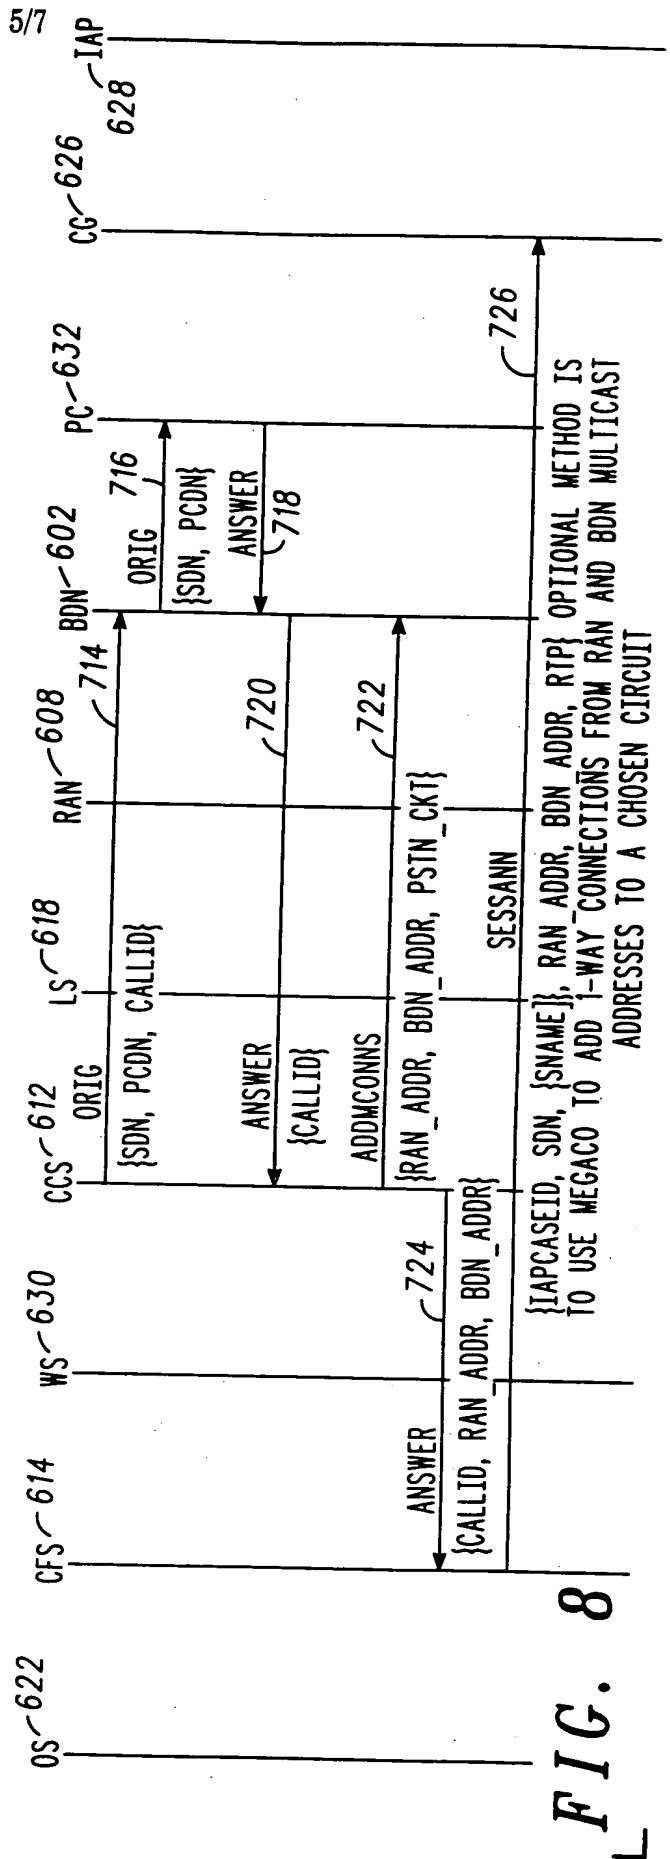 5/7
OS 622
CFS 614
WS 630
CCS 612
LS 618
RAN 608
BDN 602
PC 632
CG 626
IAP 628
ORIG
714
{SDN, PCDN, CALLID}
ORIG
716
{SDN, PCDN}
ANSWER
718
ANSWER
720
{CALLID}
ADDMCONNS
722
{RAN_ADDR, BDN_ADDR, PSTN_CKT}
ANSWER
724
{CALLID, RAN_ADDR, BDN_ADDR}
SESSANN
726
{IAPCASEID, SDN, [SNAME]}, RAN_ADDR, BDN_ADDR, RTP} OPTIONAL METHOD IS
TO USE MEGACO TO ADD 1-WAY CONNECTIONS FROM RAN AND BDN MULTICAST
ADDRESSES TO A CHOSEN CIRCUIT
FIG. 8